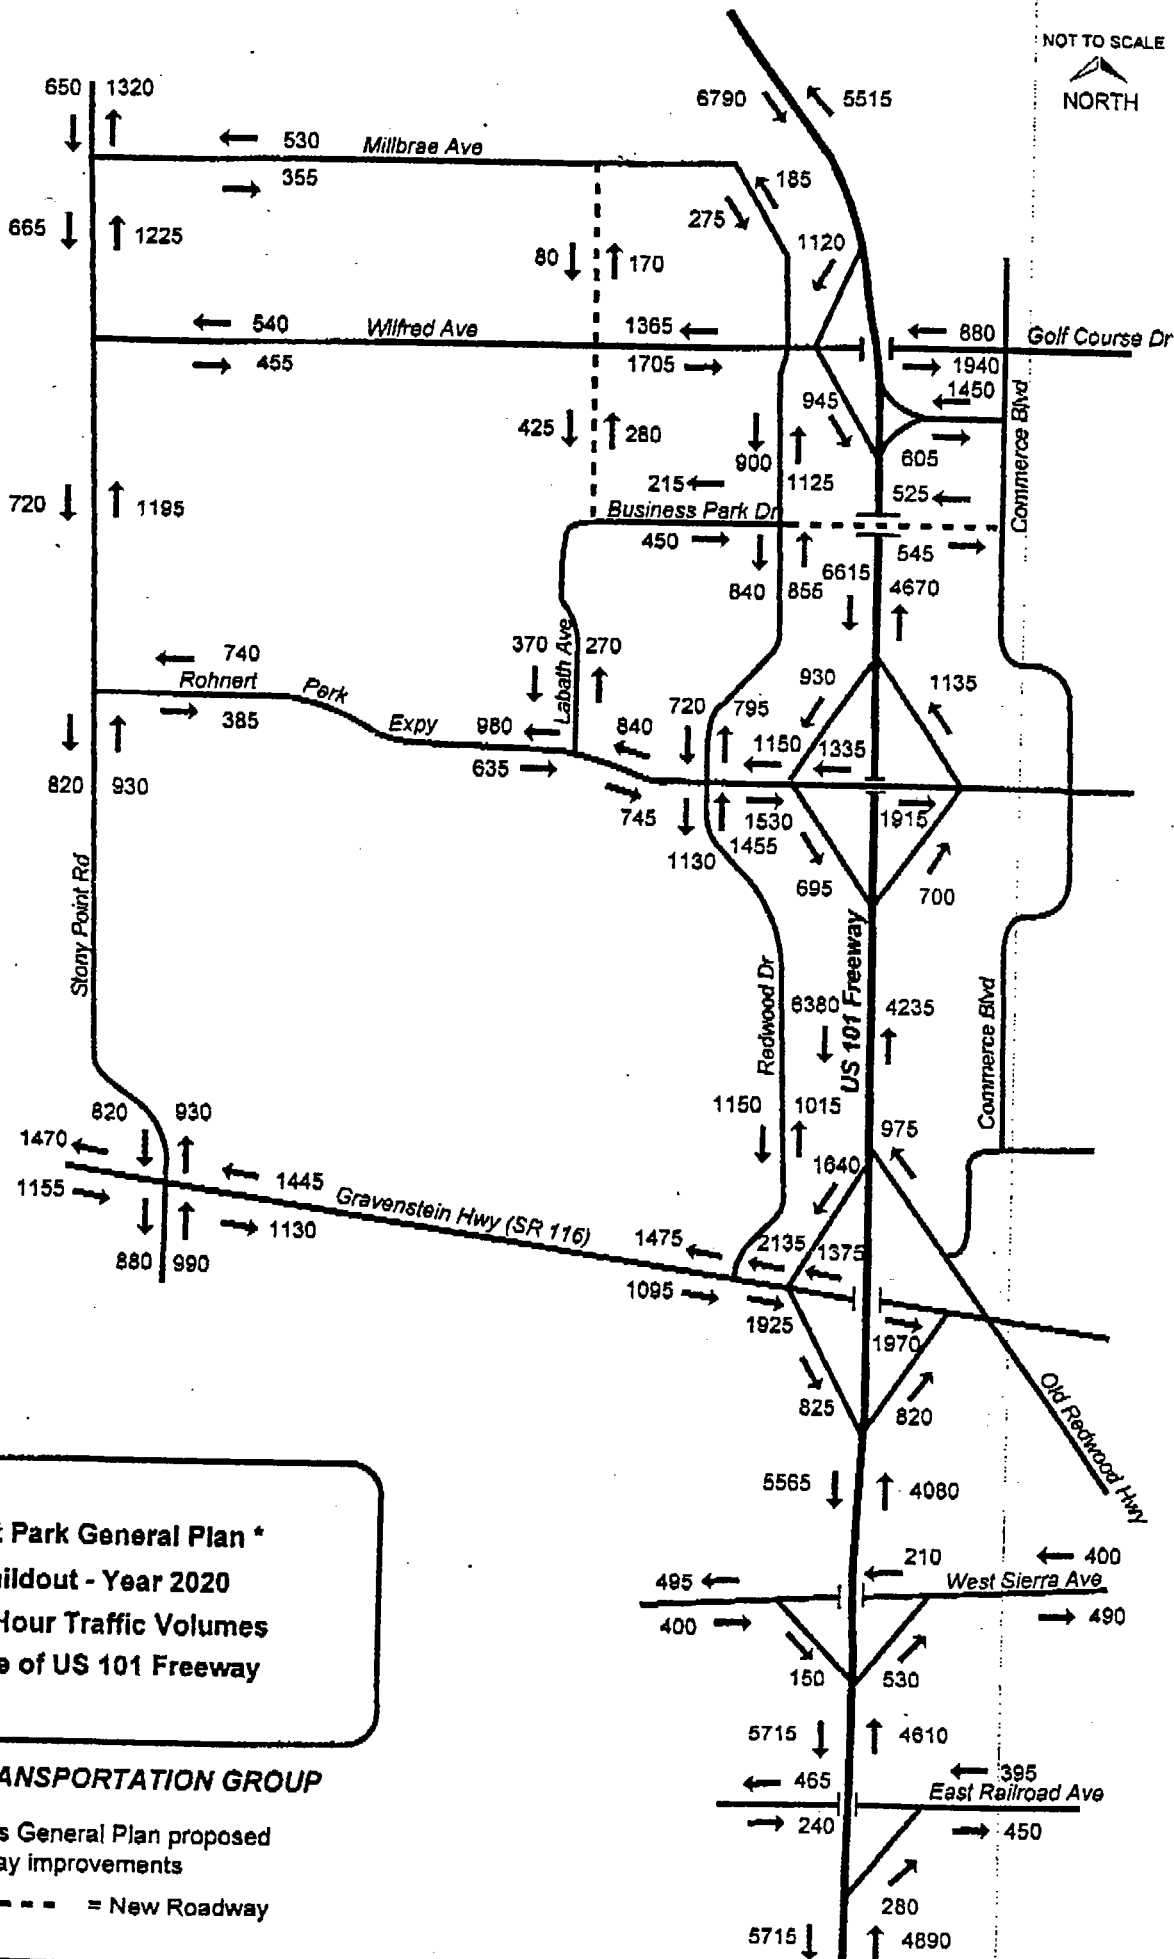 NOT TO SCALE
NORTH
650 1320
6790 5515
530 Millbrae Ave
355
185
275
665 1225
1120
80 170
540 Wilfred Ave 1365
455 1705
880 Golf Course Dr
1940
1450
945
Commerce Blvd
425 280
900
605
215 1125 525
720 1195
Business Park Dr
450 545
840 855 6615 4670
Labath Ave
370 270
740
Rohnert Park Expy
385
930 1135
720 795
980 840
1150 1335
635
820 930
745
1530 1915
1455
1130
695 700
Stony Point Rd
US 101 Freeway
Redwood Dr
Commerce Blvd
6380 4235
820 930
1150 1015 975
1470
1445
1155
1640
Gravenstein Hwy (SR 116)
1130
880 990
1475 2135 1375
1095
1925 1970
825 820
Old Redwood Hwy
5565 4080
t Park General Plan *
ildout - Year 2020
Hour Traffic Volumes
e of US 101 Freeway
210 400
495 West Sierra Ave
400 490
150 530
5715 4610
ANSPORTATION GROUP
465 395
East Railroad Ave
240 450
s General Plan proposed
ay improvements
= New Roadway
280
5715 4890